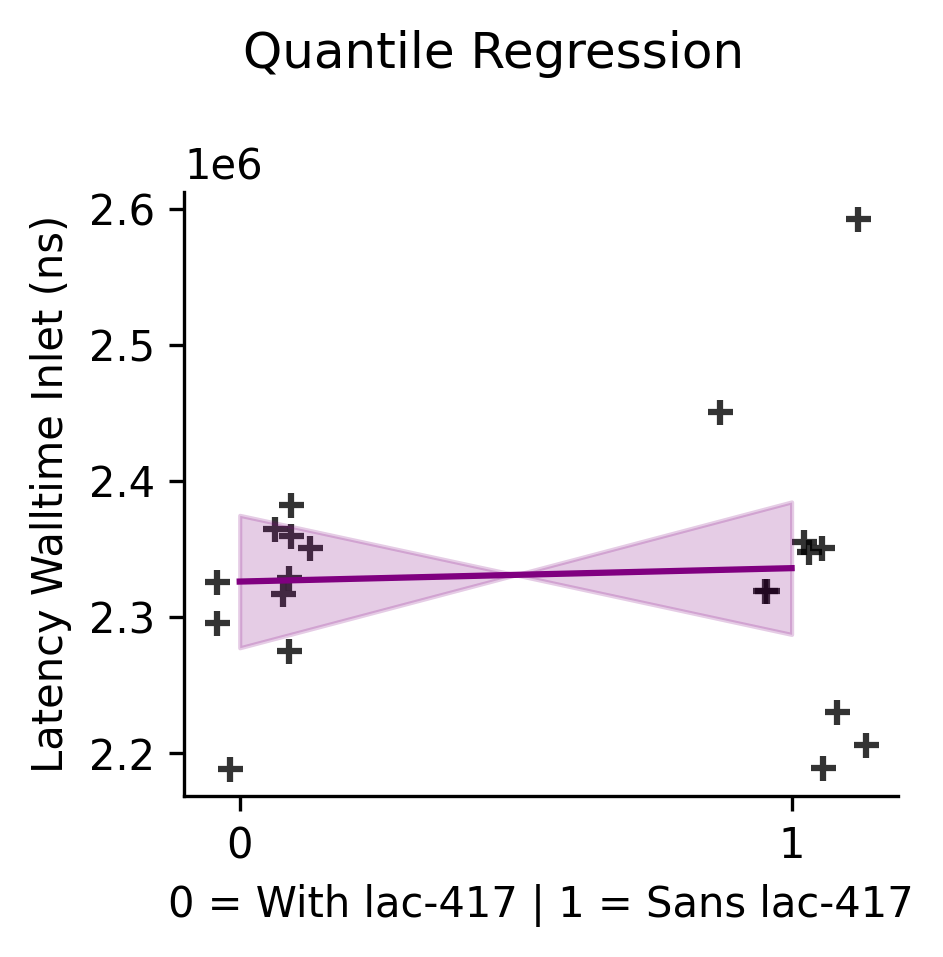 Quantile Regression
1e6
2.6
2.5
2.4
2.3
2.2
Latency Walltime Inlet (ns)
0
1
0 = With lac-417 | 1 = Sans lac-417